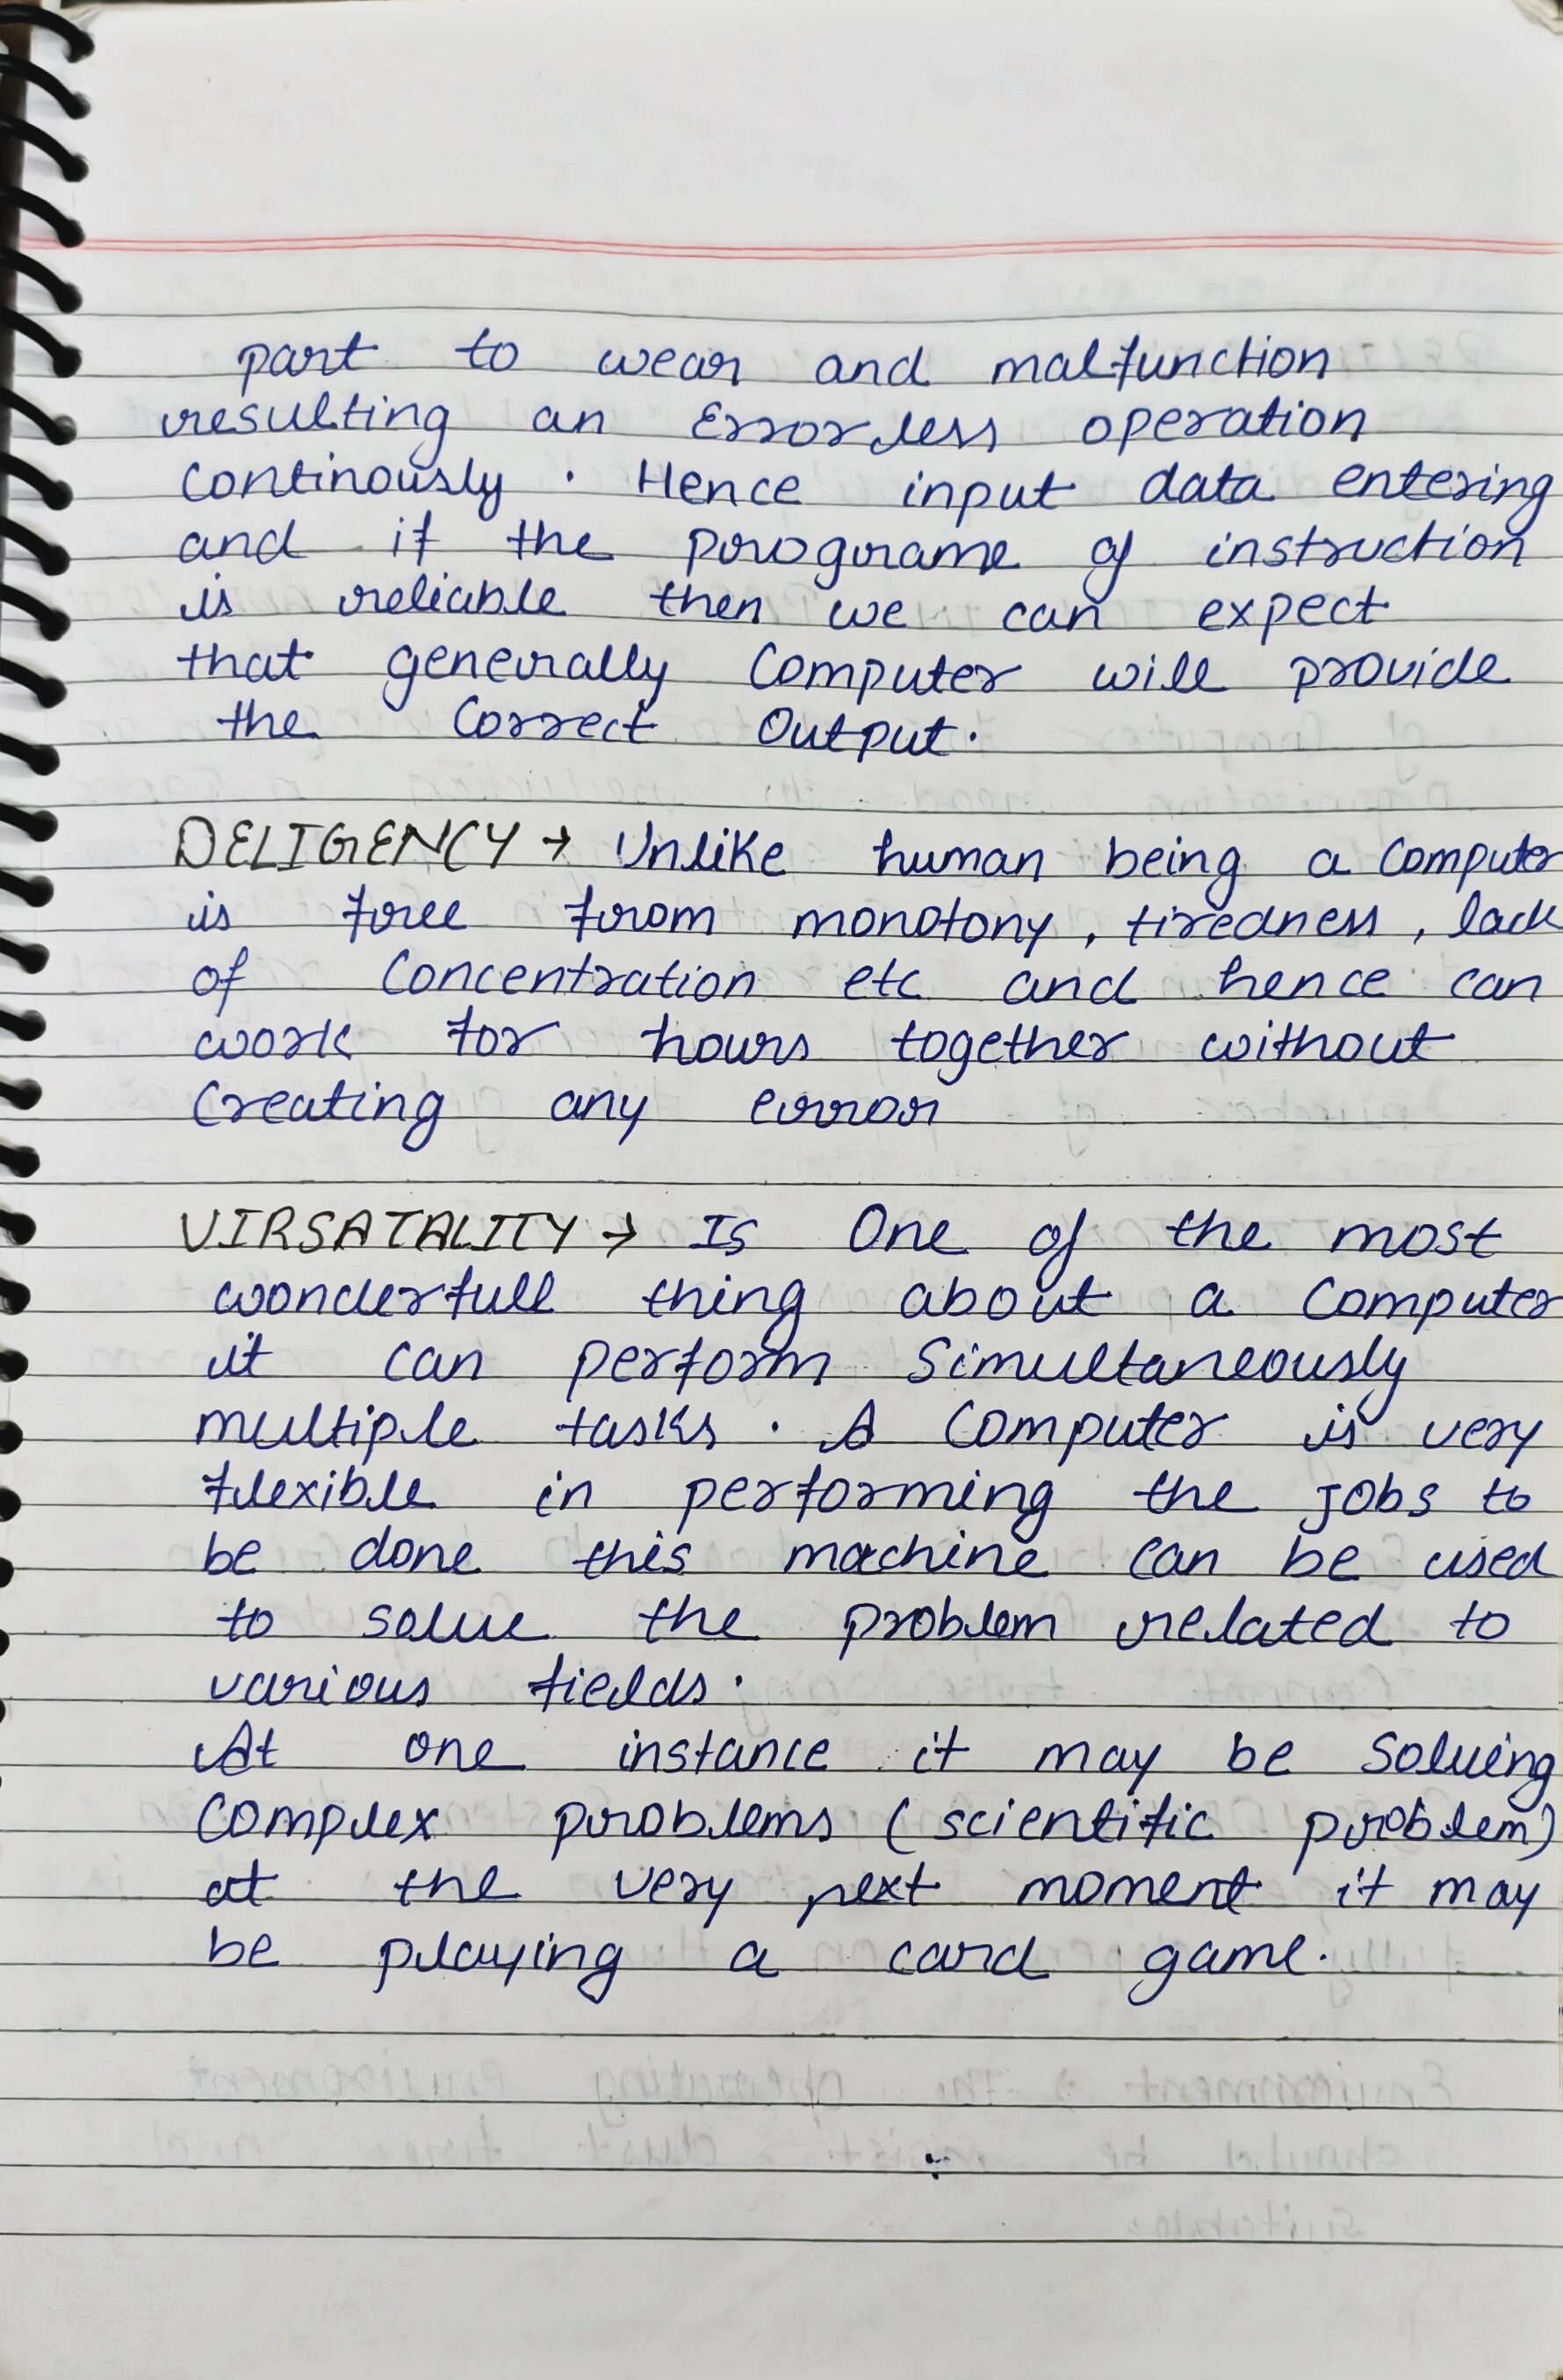 part to wear and malfunction
resulting an Errorless operation
Continously . Hence input data entering
and if the programe of instruction
is reliable then we can expect
that generally Computer will provide
the Correct Output.
DELIGENCY → Unlike human being a Computer
is free from monotony, tiredness, lack
of Concentration etc and hence can
work for hours together without
Creating any error
VIRSATALITY → Is One of the most
wonderfull thing about a Computer
it can perform Simultaneously
multiple tasks . A Computer is very
flexible in performing the jobs to
be done this machine can be used
to solve the problem related to
various fields.
At one instance it may be Solving
Complex problems (scientific problem)
at the very next moment it may
be playing a card game.